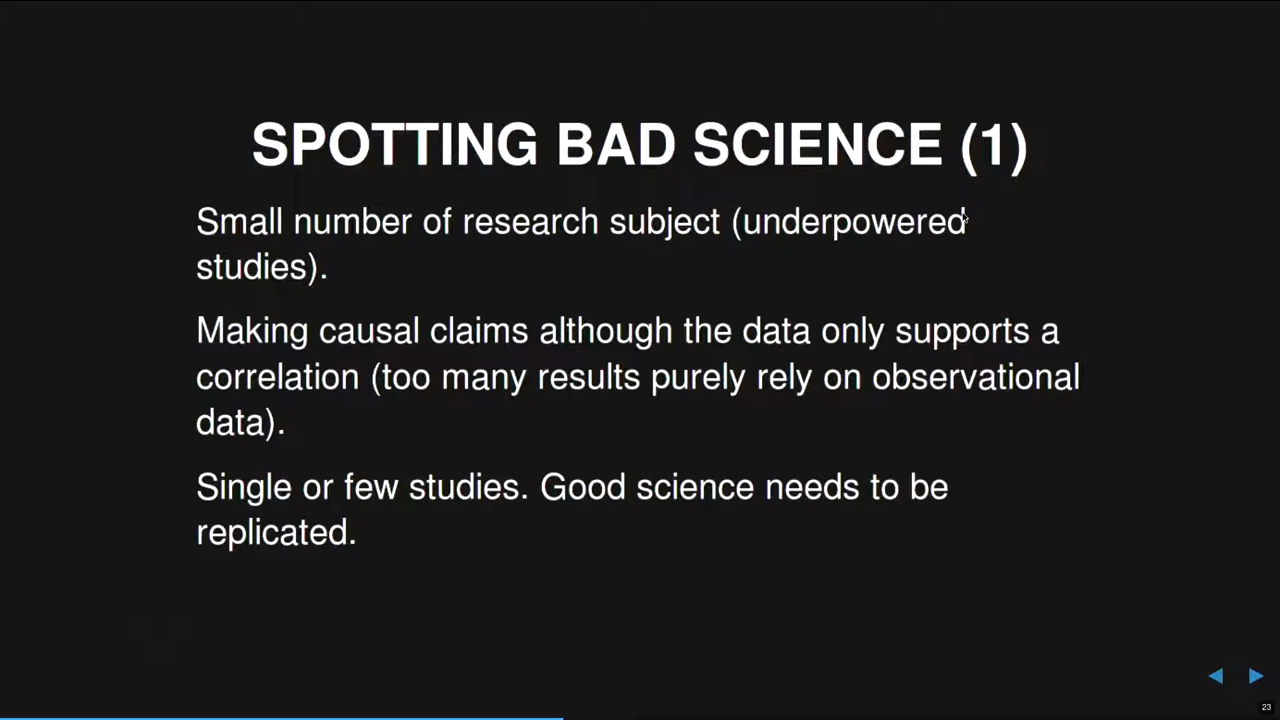 SPOTTING BAD SCIENCE (1)
Small number of research subject (underpowered
studies).
Making causal claims although the data only supports a
correlation (too many results purely rely on observational
data).
Single or few studies. Good science needs to be
replicated.
23